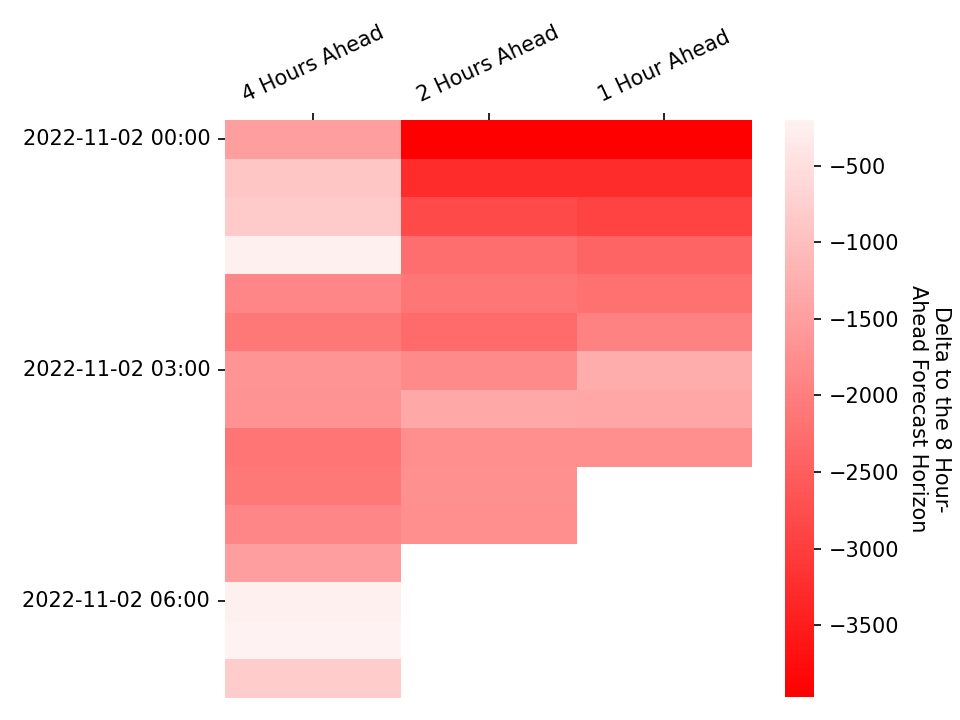 4 Hours Ahead
2 Hours Ahead
1 Hour Ahead
2022-11-02 00:00
2022-11-02 03:00
2022-11-02 06:00
−500
−1000
−1500
−2000
−2500
−3000
−3500
Delta to the 8 Hour-
Ahead Forecast Horizon